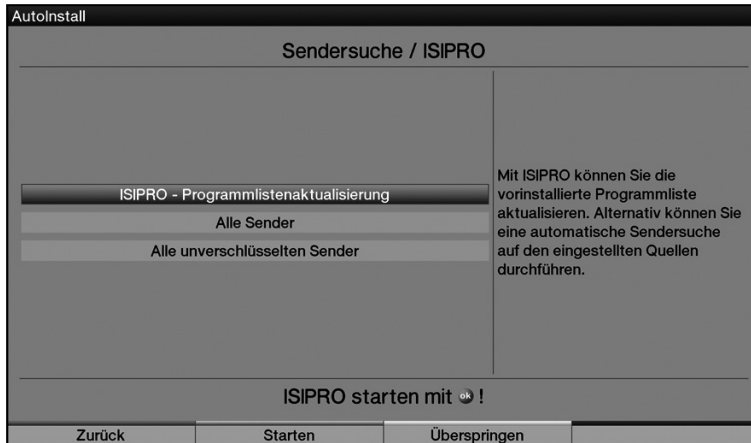 AutoInstall
Sendersuche / ISIPRO
ISIPRO - Programmlistenaktualisierung
Alle Sender
Alle unverschlüsselten Sender
Mit ISIPRO können Sie die
vorinstallierte Programmliste
aktualisieren. Alternativ können Sie
eine automatische Sendersuche
auf den eingestellten Quellen
durchführen.
ISIPRO starten mit ok !
Zurück
Starten
Überspringen